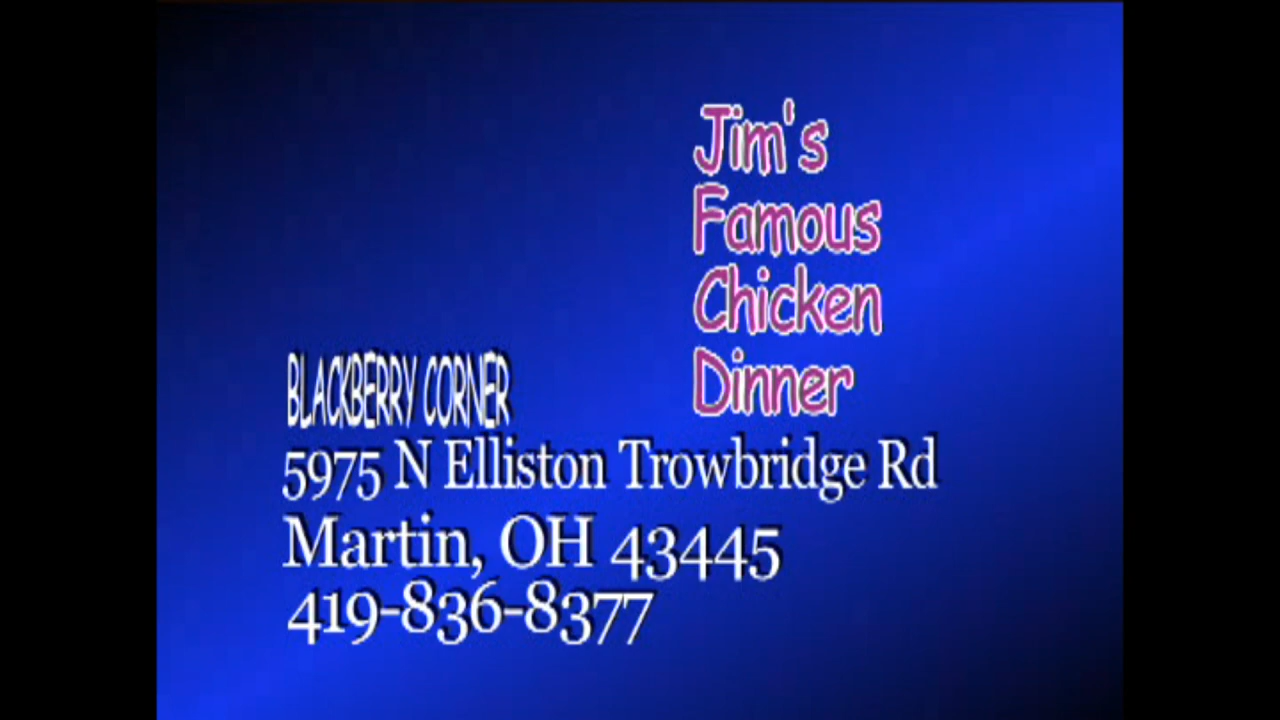 Jim's
Famous
Chicken
Dinner
BLACKBERRY CORNER
5975 N Elliston Trowbridge Rd
Martin, OH 43445
419-836-8377